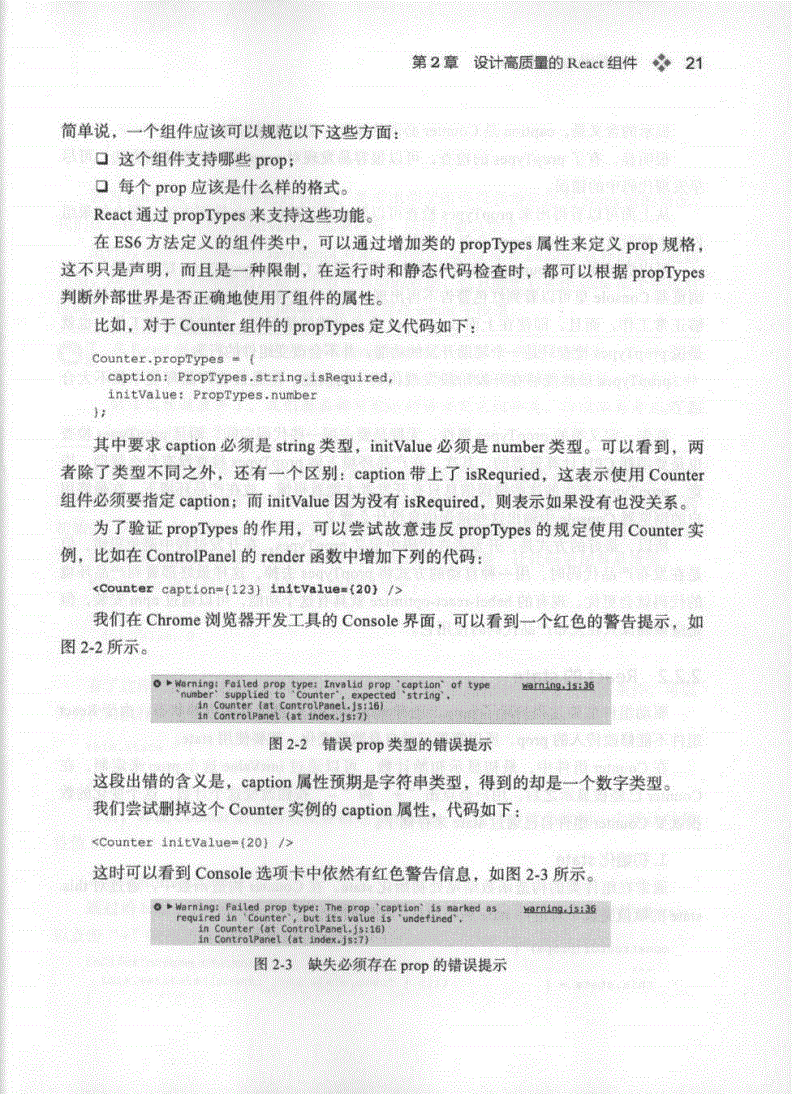 第2章 设计高质量的React组件 21
简单说，一个组件应该可以规范以下这些方面：
❑ 这个组件支持哪些 prop；
❑ 每个 prop 应该是什么样的格式。
React 通过 propTypes 来支持这些功能。
在 ES6 方法定义的组件类中，可以通过增加类的 propTypes 属性来定义 prop 规格，
这不只是声明，而且是一种限制，在运行时和静态代码检查时，都可以根据 propTypes
判断外部世界是否正确地使用了组件的属性。
比如，对于 Counter 组件的 propTypes 定义代码如下：
Counter.propTypes = {
caption: PropTypes.string.isRequired,
initValue: PropTypes.number
};
其中要求 caption 必须是 string 类型，initValue 必须是 number 类型。可以看到，两
者除了类型不同之外，还有一个区别：caption 带上了 isRequried，这表示使用 Counter
组件必须要指定 caption；而 initValue 因为没有 isRequired，则表示如果没有也没关系。
为了验证 propTypes 的作用，可以尝试故意违反 propTypes 的规定使用 Counter 实
例，比如在 ControlPanel 的 render 函数中增加下列的代码：
<Counter caption={123} initValue={20} />
我们在 Chrome 浏览器开发工具的 Console 界面，可以看到一个红色的警告提示，如
图 2-2 所示。
Warning: Failed prop type: Invalid prop `caption` of type warning.js:36
`number` supplied to `Counter`, expected `string`.
in Counter (at ControlPanel.js:16)
in ControlPanel (at index.js:7)
图 2-2 错误 prop 类型的错误提示
这段出错的含义是，caption 属性预期是字符串类型，得到的却是一个数字类型。
我们尝试删掉这个 Counter 实例的 caption 属性，代码如下：
<Counter initValue={20} />
这时可以看到 Console 选项卡中依然有红色警告信息，如图 2-3 所示。
Warning: Failed prop type: The prop `caption` is marked as warning.js:36
required in `Counter`, but its value is `undefined`.
in Counter (at ControlPanel.js:16)
in ControlPanel (at index.js:7)
图 2-3 缺失必须存在 prop 的错误提示